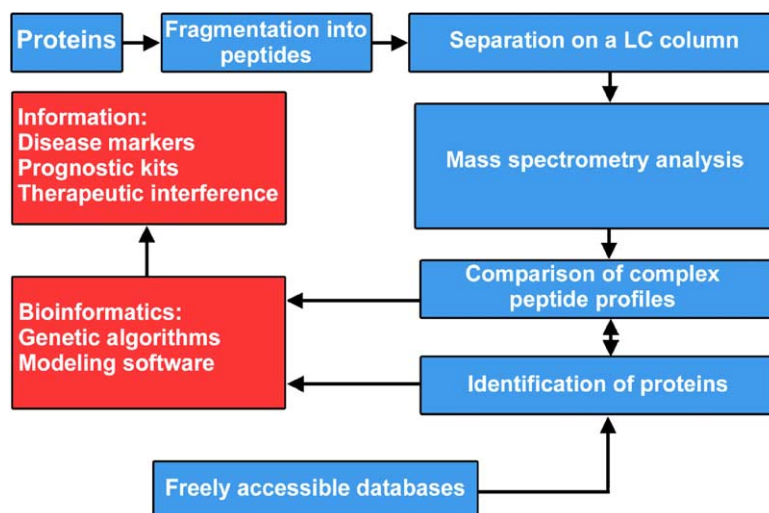 Proteins
Fragmentation into
peptides
Separation on a LC column
Information:
Disease markers
Prognostic kits
Therapeutic interference
Mass spectrometry analysis
Comparison of complex
peptide profiles
Bioinformatics:
Genetic algorithms
Modeling software
Identification of proteins
Freely accessible databases